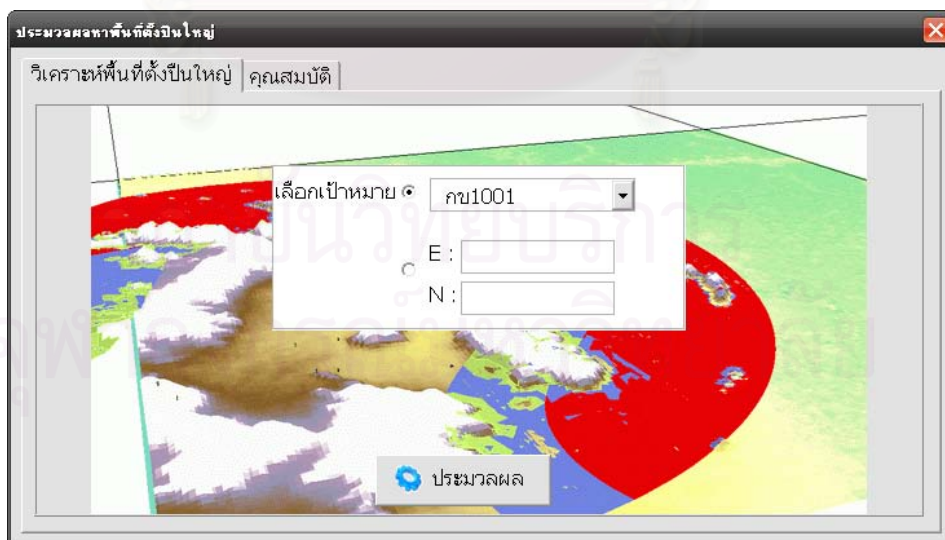 ประมวลผลหาพื้นที่ตั้งปืนใหญ่
วิเคราะห์พื้นที่ตั้งปืนใหญ่ คุณสมบัติ
เลือกเป้าหมาย กข1001
E :
N :
ประมวลผล